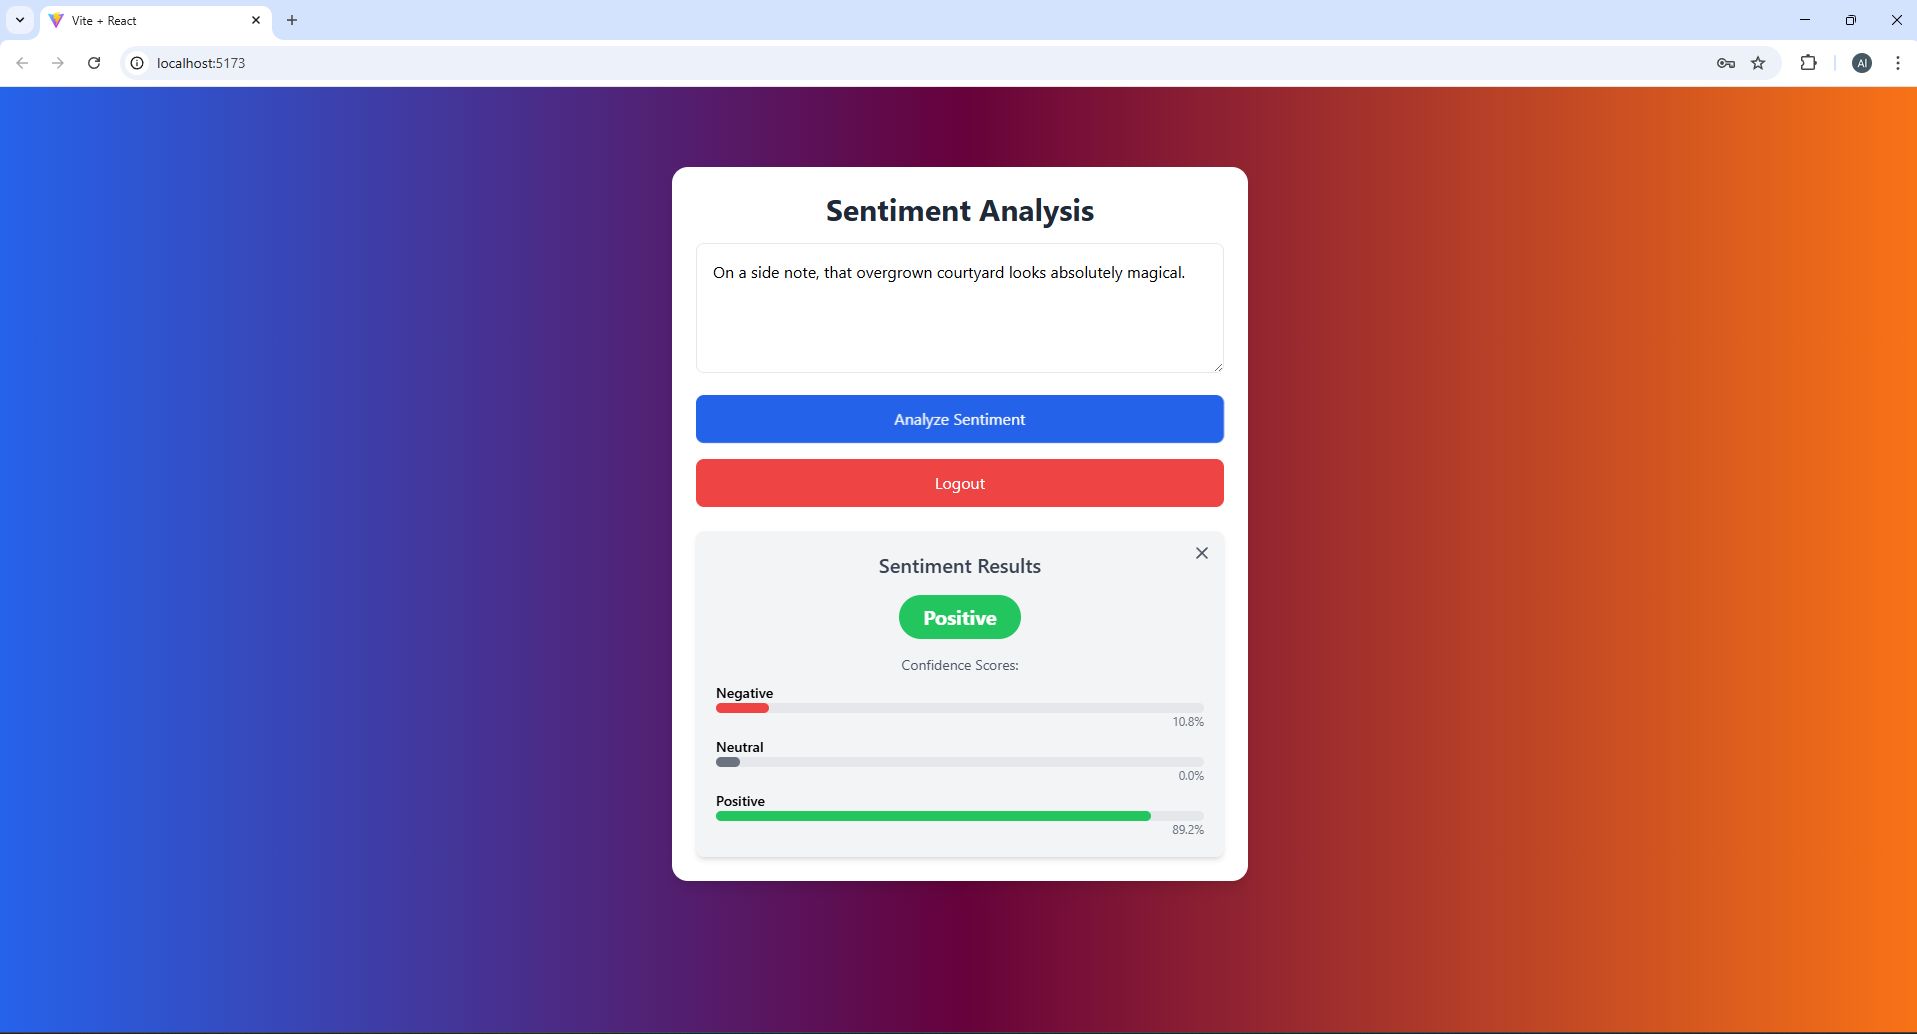 Vite + React
localhost:5173
AI
Sentiment Analysis
On a side note, that overgrown courtyard looks absolutely magical.
Analyze Sentiment
Logout
Sentiment Results
Positive
Confidence Scores:
Negative
10.8%
Neutral
0.0%
Positive
89.2%